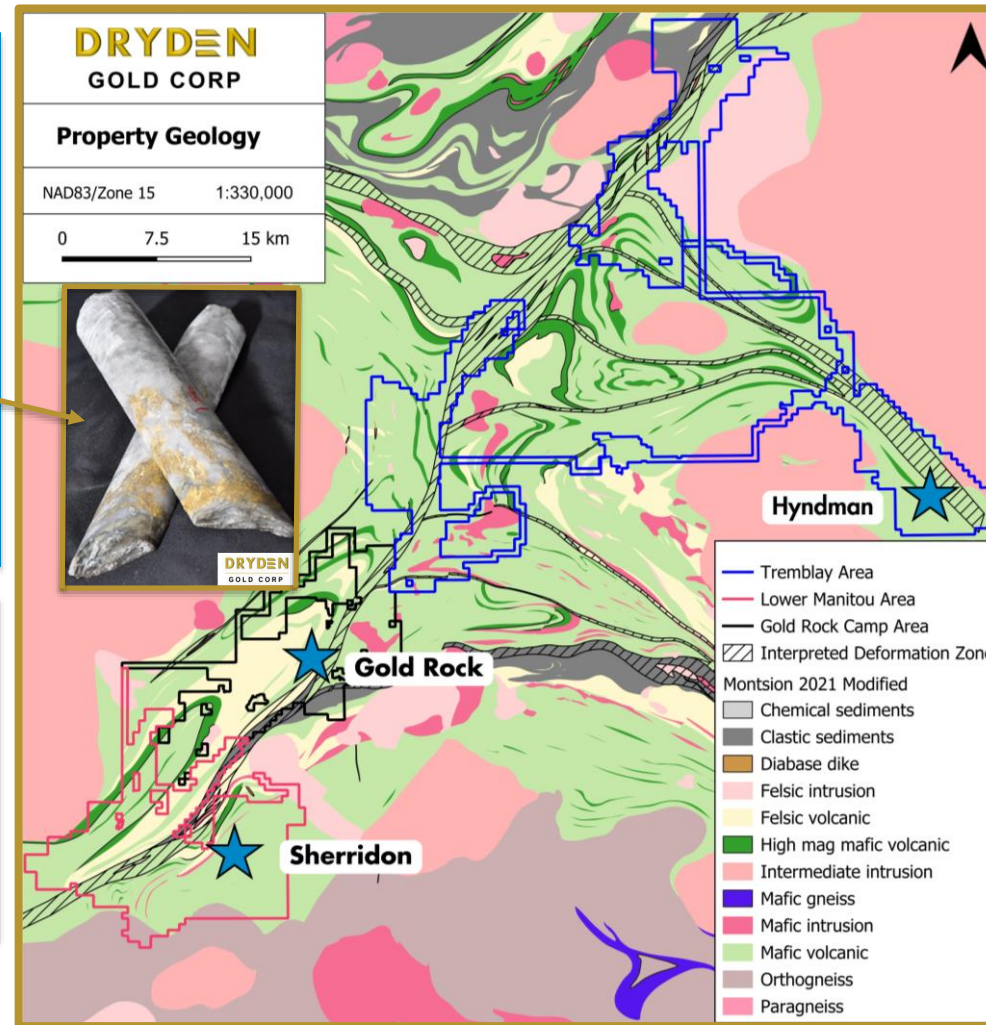 DRYDEN
GOLD CORP
Property Geology
NAD83/Zone 15 1:330,000
0 7.5 15 km
DRYDEN
GOLD CORP
Hyndman
Gold Rock
Sherridon
Tremblay Area
Lower Manitou Area
Gold Rock Camp Area
Interpreted Deformation Zone
Montsion 2021 Modified
Chemical sediments
Clastic sediments
Diabase dike
Felsic intrusion
Felsic volcanic
High mag mafic volcanic
Intermediate intrusion
Mafic gneiss
Mafic intrusion
Mafic volcanic
Orthogneiss
Paragneiss